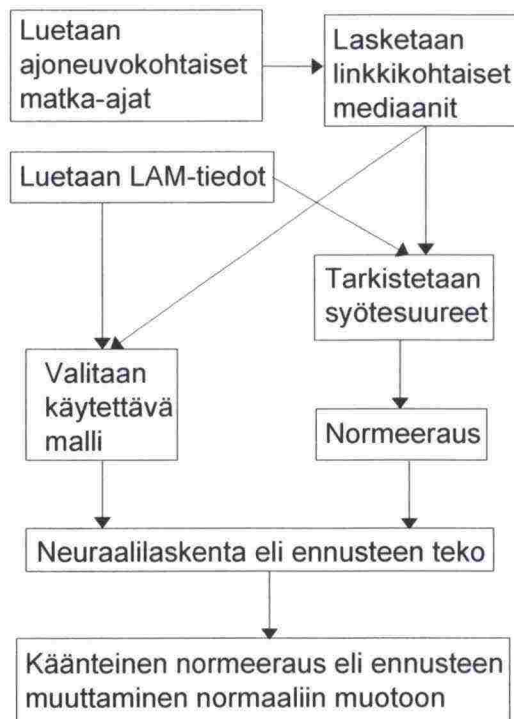 Luetaan
ajoneuvokohtaiset
matka-ajat
Lasketaan
linkkikohtaiset
mediaanit
Luetaan LAM-tiedot
Tarkistetaan
syötesuureet
Valitaan
käytettävä
malli
Normeeraus
Neuraalilaskenta eli ennusteen teko
Käänteinen normeeraus eli ennusteen
muuttaminen normaaliin muotoon